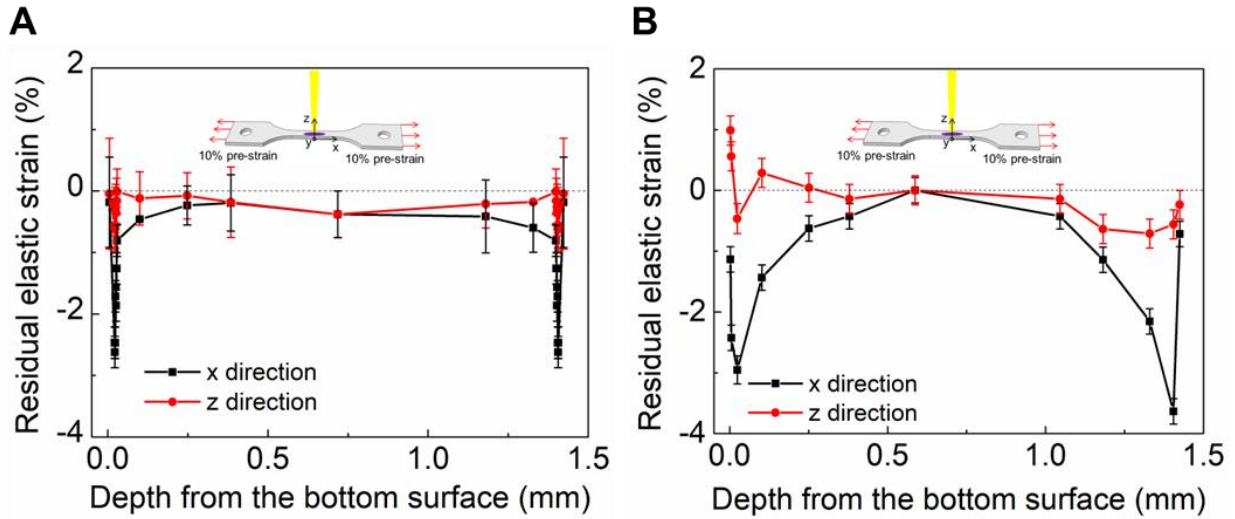 A
Residual elastic strain (%)
2
0
-2
-4
z
y
x
10% pre-strain
10% pre-strain
x direction
z direction
0.0
0.5
1.0
1.5
Depth from the bottom surface (mm)
B
Residual elastic strain (%)
2
0
-2
-4
z
y
x
10% pre-strain
10% pre-strain
x direction
z direction
0.0
0.5
1.0
1.5
Depth from the bottom surface (mm)